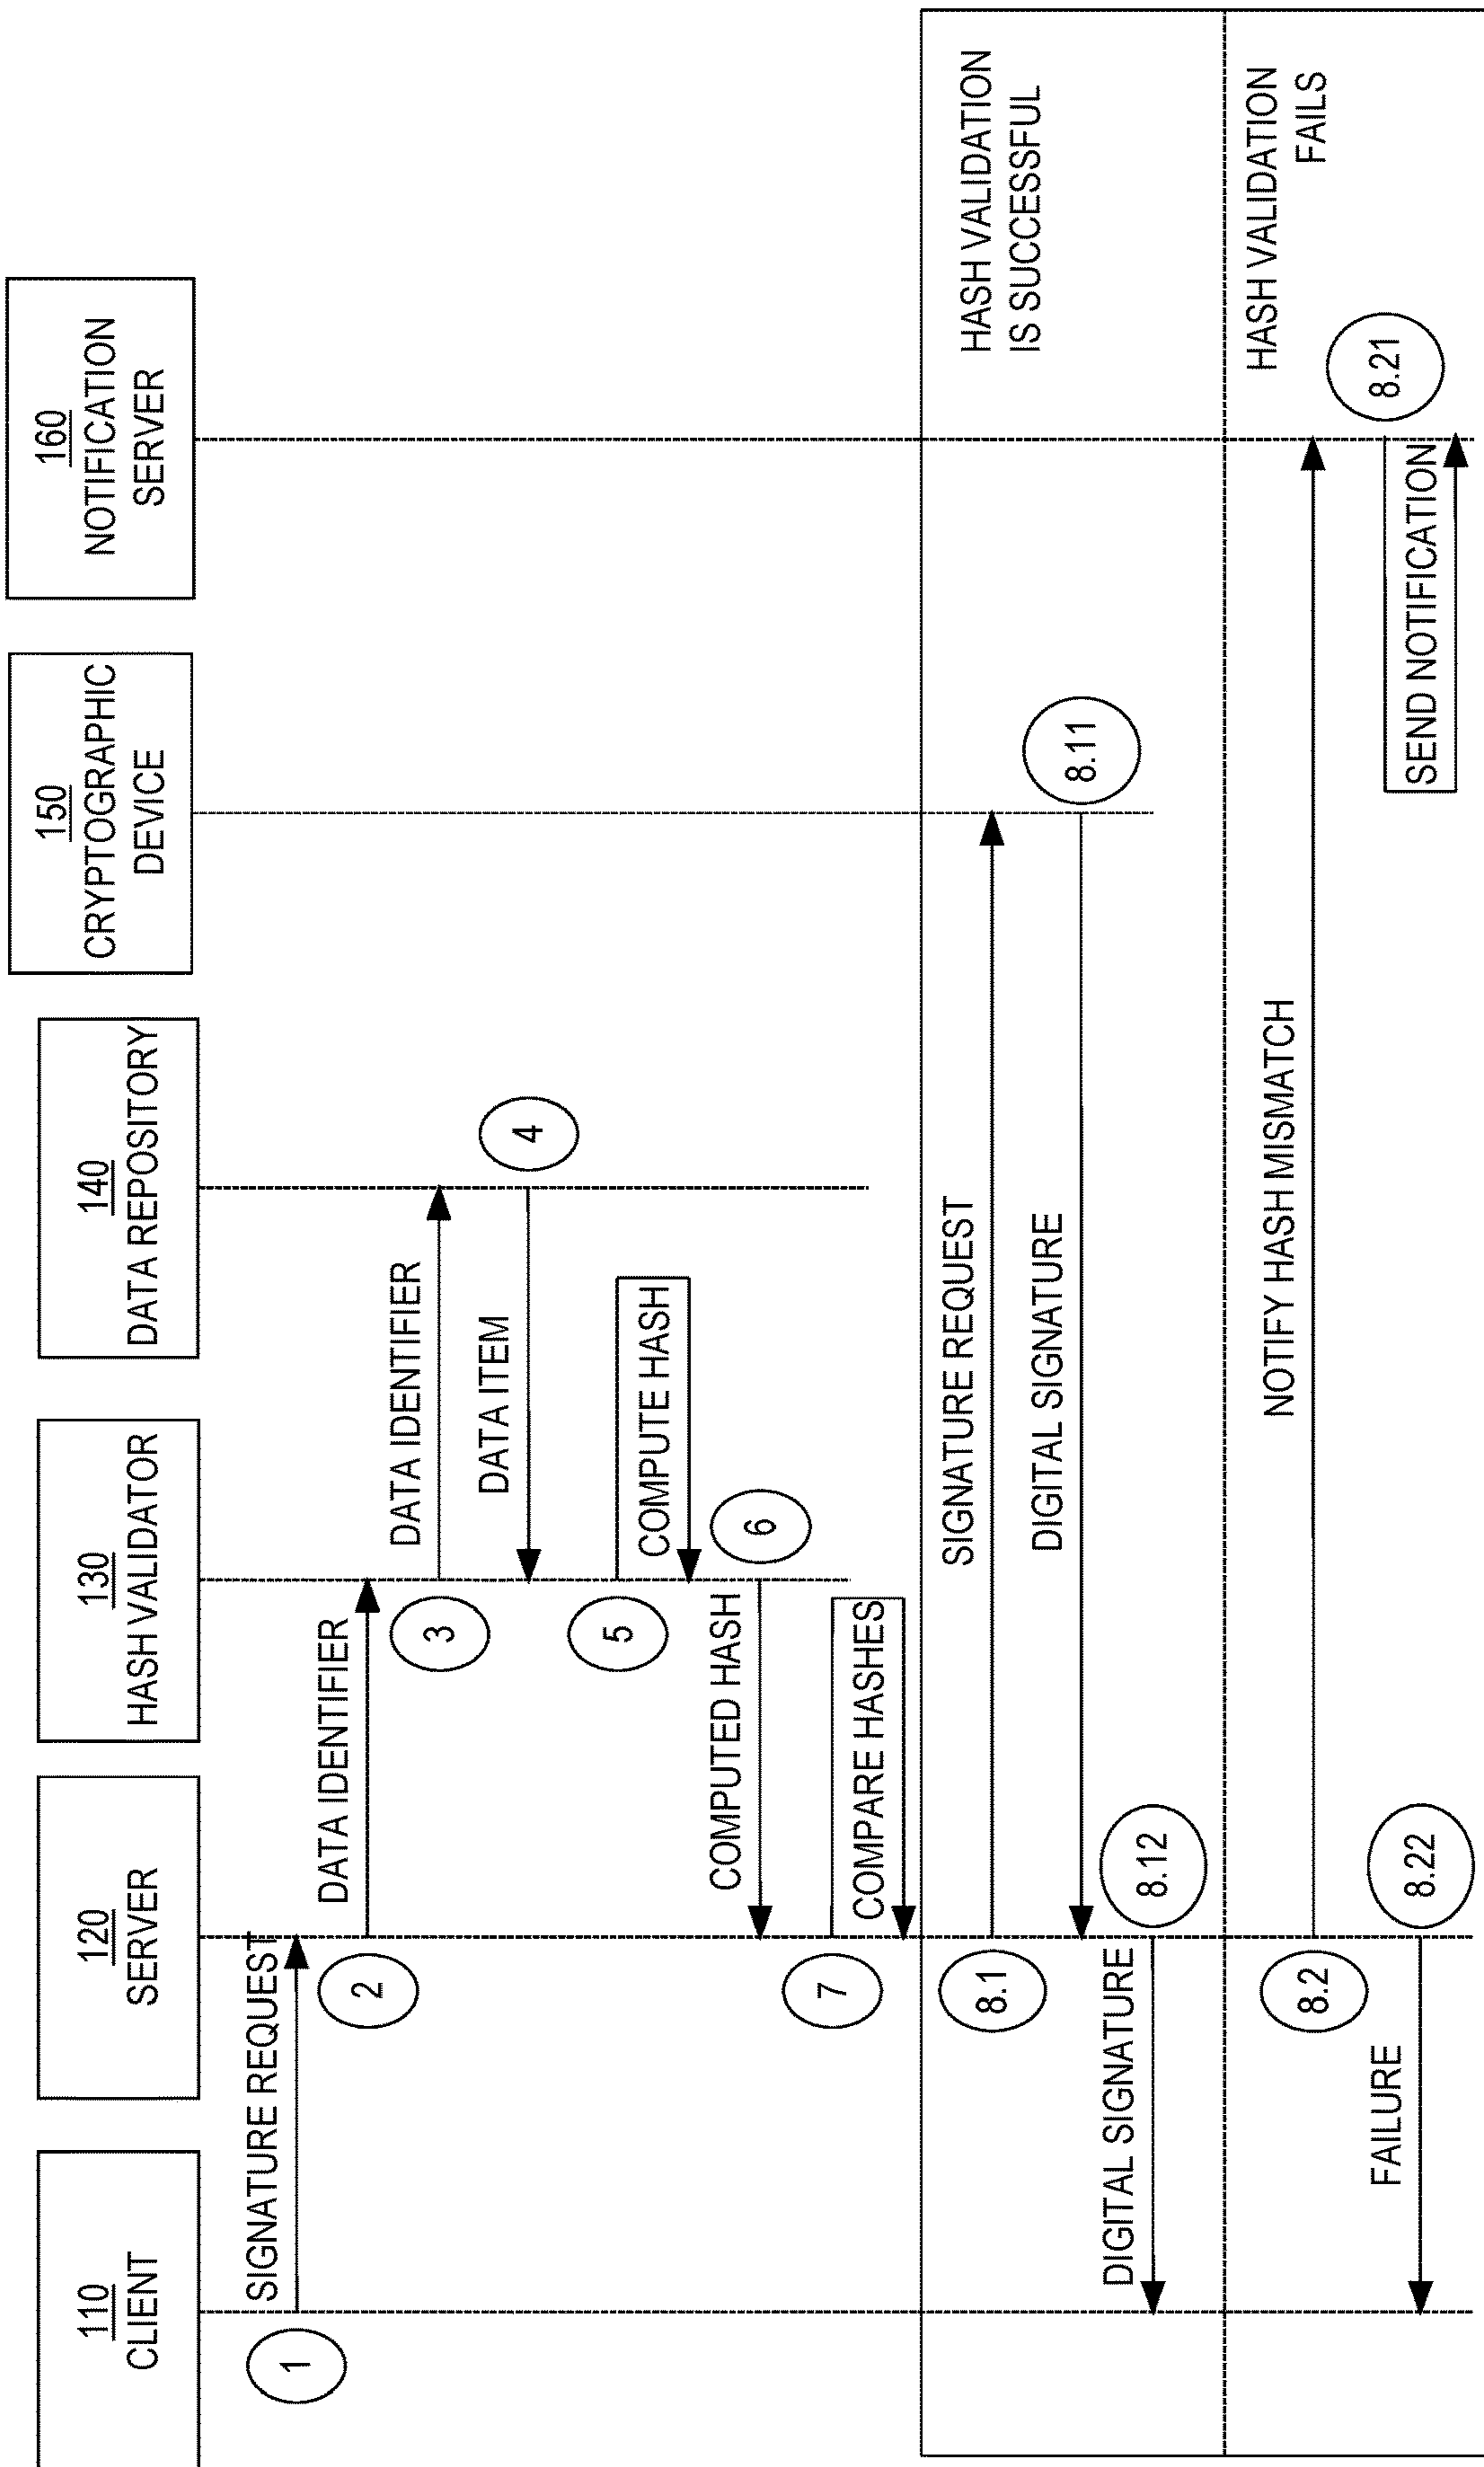 110
CLIENT
120
SERVER
130
HASH VALIDATOR
140
DATA REPOSITORY
150
CRYPTOGRAPHIC
DEVICE
160
NOTIFICATION
SERVER
1
SIGNATURE REQUEST
2
DATA IDENTIFIER
3
DATA IDENTIFIER
4
DATA ITEM
5
COMPUTE HASH
6
COMPUTED HASH
7
COMPARE HASHES
HASH VALIDATION
IS SUCCESSFUL
8.1
SIGNATURE REQUEST
8.11
DIGITAL SIGNATURE
8.12
DIGITAL SIGNATURE
HASH VALIDATION
FAILS
8.2
NOTIFY HASH MISMATCH
8.21
SEND NOTIFICATION
8.22
FAILURE